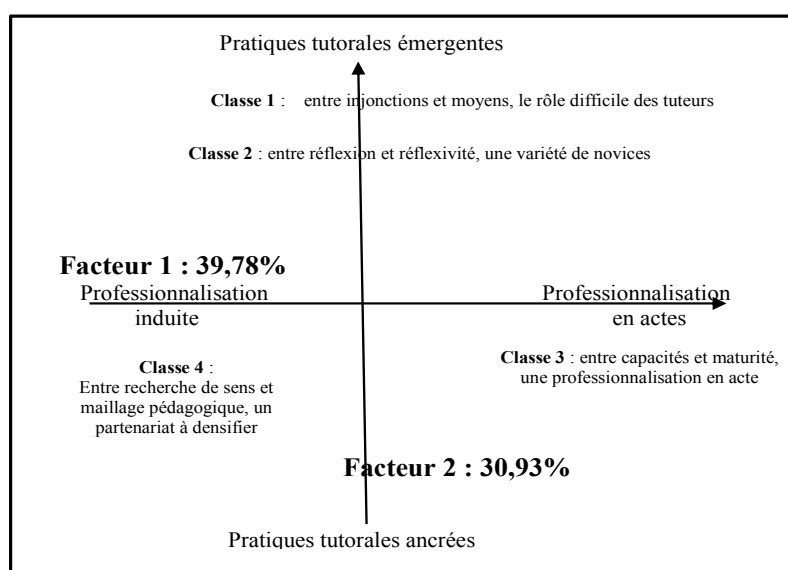 Pratiques tutorales émergentes
Classe 1 : entre injonctions et moyens, le rôle difficile des tuteurs
Classe 2 : entre réflexion et réflexivité, une variété de novices
Facteur 1 : 39,78%
Professionnalisation
induite
Professionnalisation
en actes
Classe 4 :
Entre recherche de sens et
maillage pédagogique, un
partenariat à densifier
Classe 3 : entre capacités et maturité,
une professionnalisation en acte
Facteur 2 : 30,93%
Pratiques tutorales ancrées